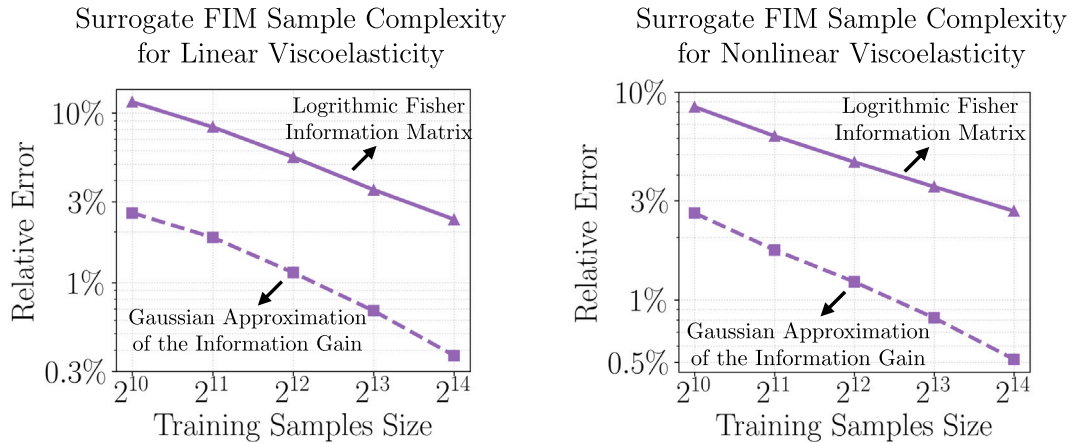 Surrogate FIM Sample Complexity
for Linear Viscoelasticity
Relative Error
10%
3%
1%
0.3%
Logrithmic Fisher
Information Matrix
Gaussian Approximation
of the Information Gain
2^10 2^11 2^12 2^13 2^14
Training Samples Size
Surrogate FIM Sample Complexity
for Nonlinear Viscoelasticity
Relative Error
10%
3%
1%
0.5%
Logrithmic Fisher
Information Matrix
Gaussian Approximation
of the Information Gain
2^10 2^11 2^12 2^13 2^14
Training Samples Size